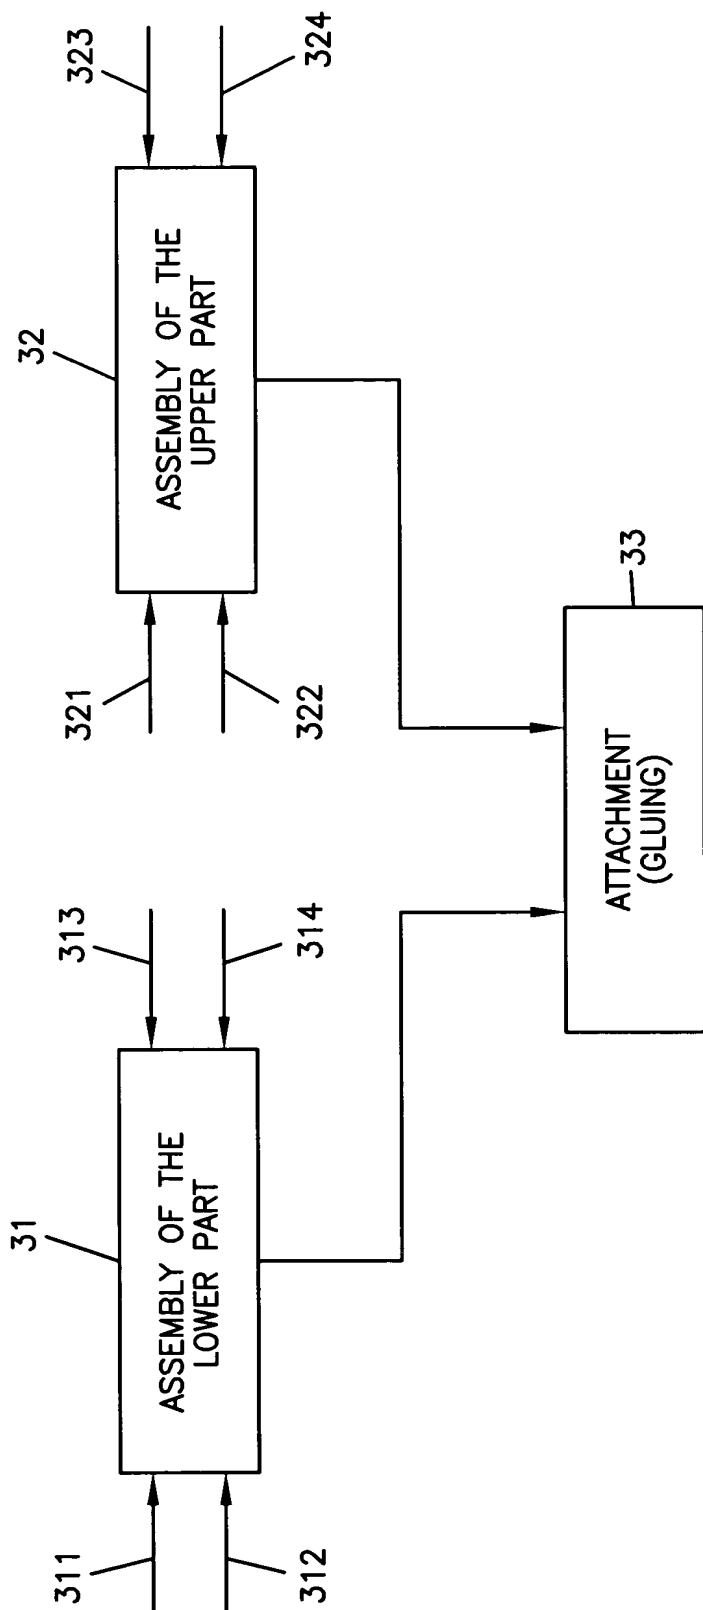 31
311
312
ASSEMBLY OF THE
LOWER PART
313
314
32
321
322
ASSEMBLY OF THE
UPPER PART
323
324
33
ATTACHMENT
(GLUING)